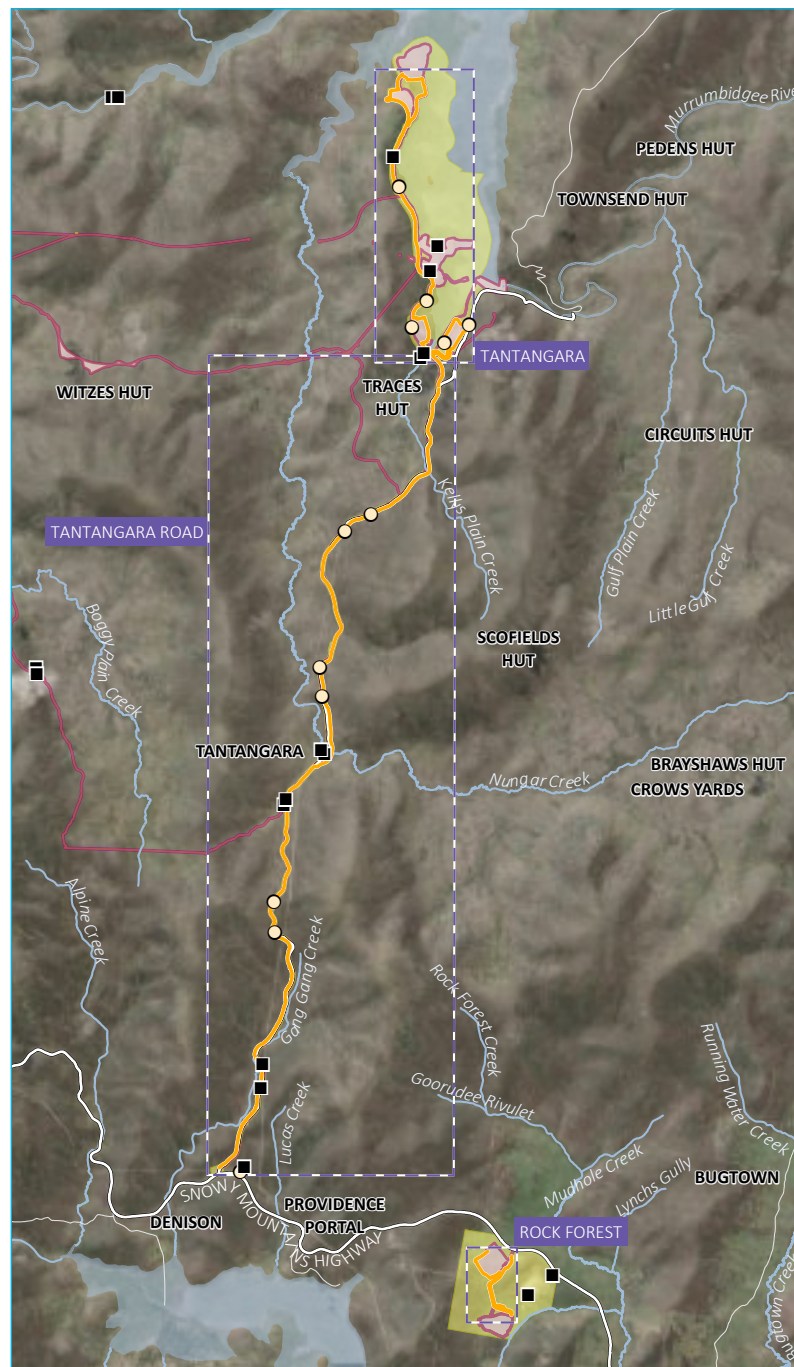 Murrumbidgee Rive
PEDENS HUT
TOWNSEND HUT
TANTANGARA
WITZES HUT
TRACES
HUT
CIRCUITS HUT
Kellys Plain Creek
TANTANGARA ROAD
Gulf Plain Creek
Little Gulf Creek
Boggy
Plain
Creek
SCOFIELDS
HUT
TANTANGARA
Nungar Creek
BRAYSHAWS HUT
CROWS YARDS
Alpine Creek
Gang Gang Creek
Rock Forest Creek
Goorudee Rivulet
Running Water Creek
Lucas Creek
Mudhole Creek
Lynchs Gully
BUGTOWN
SNOWY MOUNTAINS HIGHWAY
DENISON
PROVIDENCE
PORTAL
ROCK FOREST
Bugtown Creek